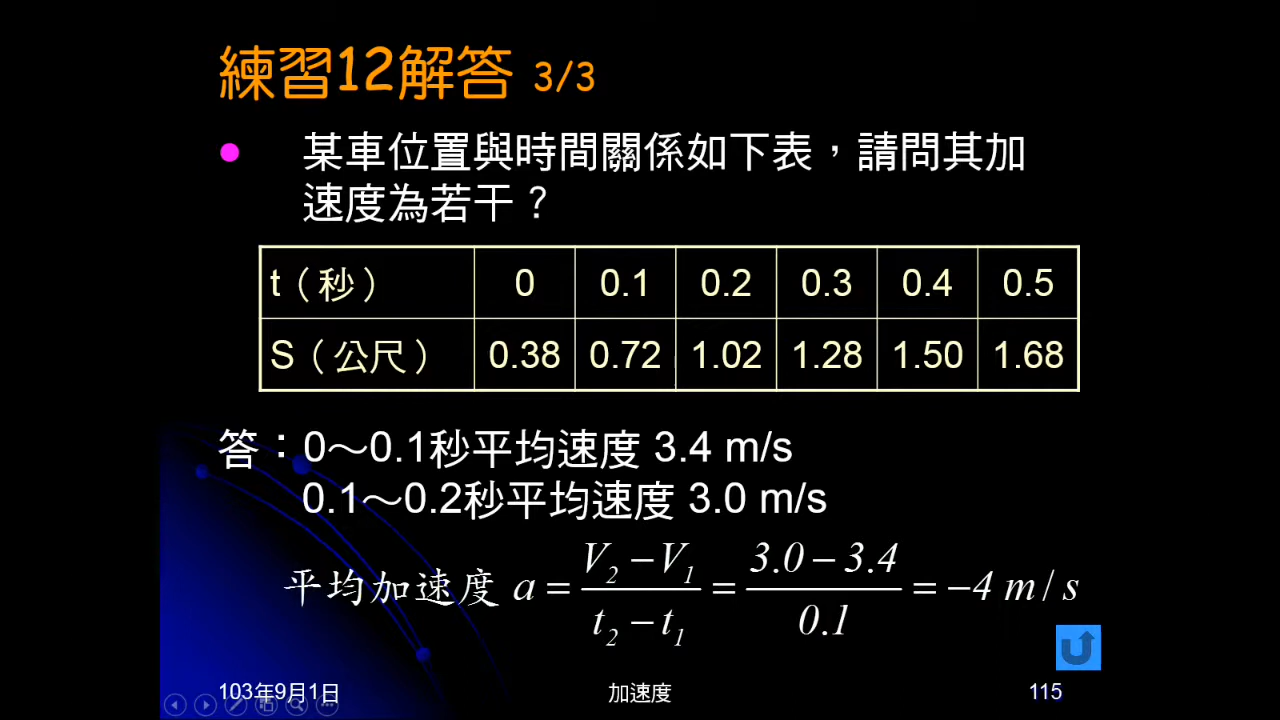 練習12解答 3/3
某車位置與時間關係如下表，請問其加
速度為若干？
t（秒） 0 0.1 0.2 0.3 0.4 0.5
S（公尺） 0.38 0.72 1.02 1.28 1.50 1.68
答：0～0.1秒平均速度 3.4 m/s
0.1～0.2秒平均速度 3.0 m/s
平均加速度 a = (V₂ − V₁)/(t₂ − t₁) = (3.0 − 3.4)/0.1 = −4 m / s
103年9月1日 加速度 115